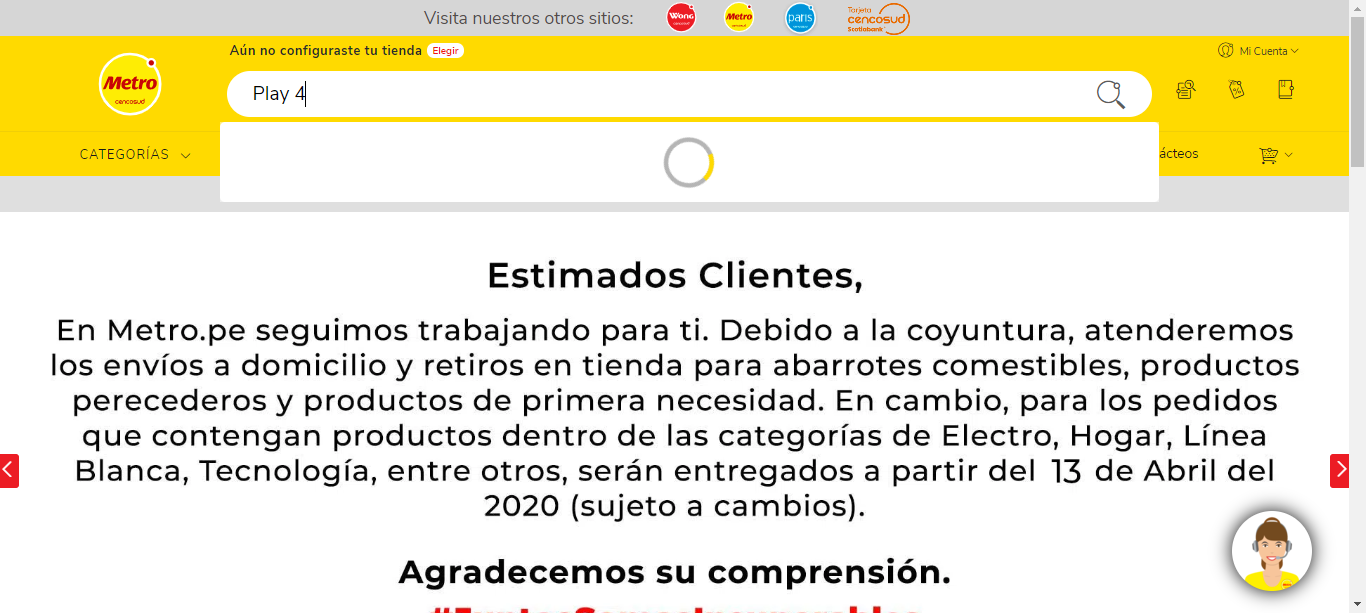 Visita nuestros otros sitios:
Wong
cencosud
Metro
cencosud
paris
cencosud
Tarjeta
cencosud
Scotiabank
Aún no configuraste tu tienda Elegir
Mi Cuenta
Metro
cencosud
Play 4
CATEGORÍAS
ácteos
Estimados Clientes,
En Metro.pe seguimos trabajando para ti. Debido a la coyuntura, atenderemos
los envíos a domicilio y retiros en tienda para abarrotes comestibles, productos
perecederos y productos de primera necesidad. En cambio, para los pedidos
que contengan productos dentro de las categorías de Electro, Hogar, Línea
Blanca, Tecnología, entre otros, serán entregados a partir del 13 de Abril del
2020 (sujeto a cambios).
Agradecemos su comprensión.